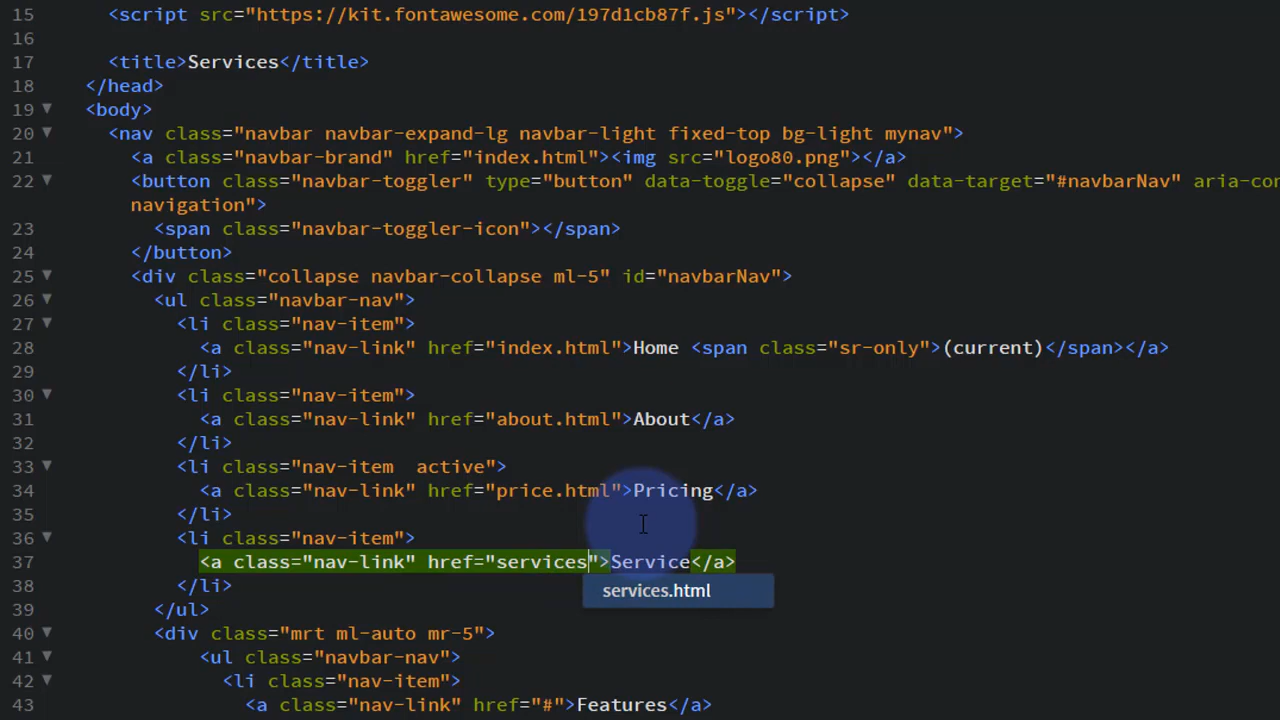 15 <script src="https://kit.fontawesome.com/197d1cb87f.js"></script>
16
17 <title>Services</title>
18 </head>
19 <body>
20 <nav class="navbar navbar-expand-lg navbar-light fixed-top bg-light mynav">
21 <a class="navbar-brand" href="index.html"><img src="logo80.png"></a>
22 <button class="navbar-toggler" type="button" data-toggle="collapse" data-target="#navbarNav" aria-con
navigation">
23 <span class="navbar-toggler-icon"></span>
24 </button>
25 <div class="collapse navbar-collapse ml-5" id="navbarNav">
26 <ul class="navbar-nav">
27 <li class="nav-item">
28 <a class="nav-link" href="index.html">Home <span class="sr-only">(current)</span></a>
29 </li>
30 <li class="nav-item">
31 <a class="nav-link" href="about.html">About</a>
32 </li>
33 <li class="nav-item  active">
34 <a class="nav-link" href="price.html">Pricing</a>
35 </li>
36 <li class="nav-item">
37 <a class="nav-link" href="services">Service</a>
services.html
38 </li>
39 </ul>
40 <div class="mrt ml-auto mr-5">
41 <ul class="navbar-nav">
42 <li class="nav-item">
43 <a class="nav-link" href="#">Features</a>